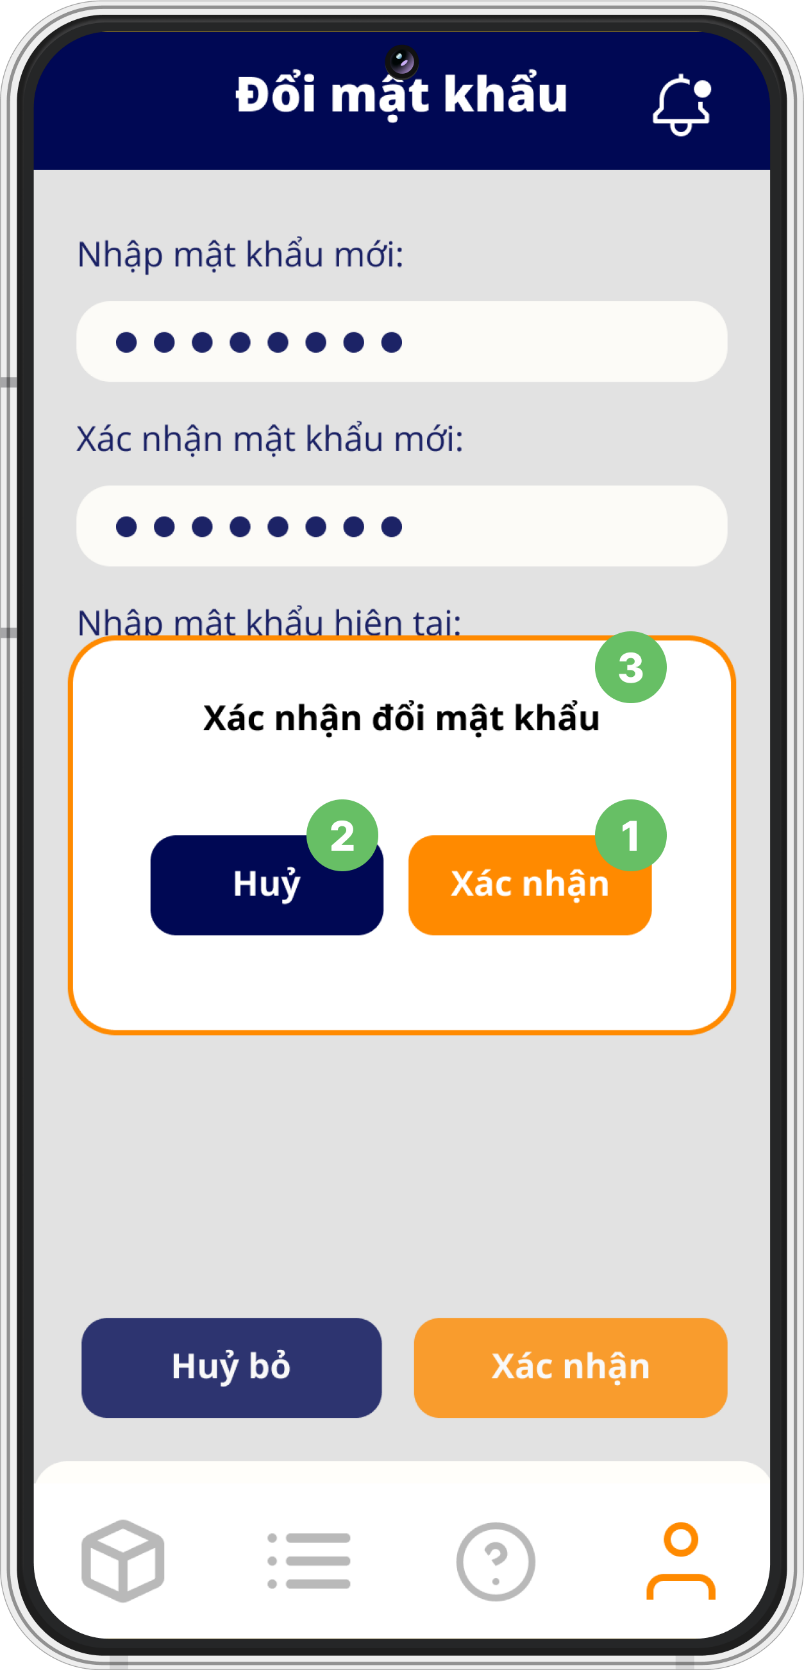 Đổi mật khẩu
Nhập mật khẩu mới:
Xác nhận mật khẩu mới:
Nhập mật khẩu hiện tại:
3
Xác nhận đổi mật khẩu
2
1
Huỷ
Xác nhận
Huỷ bỏ
Xác nhận